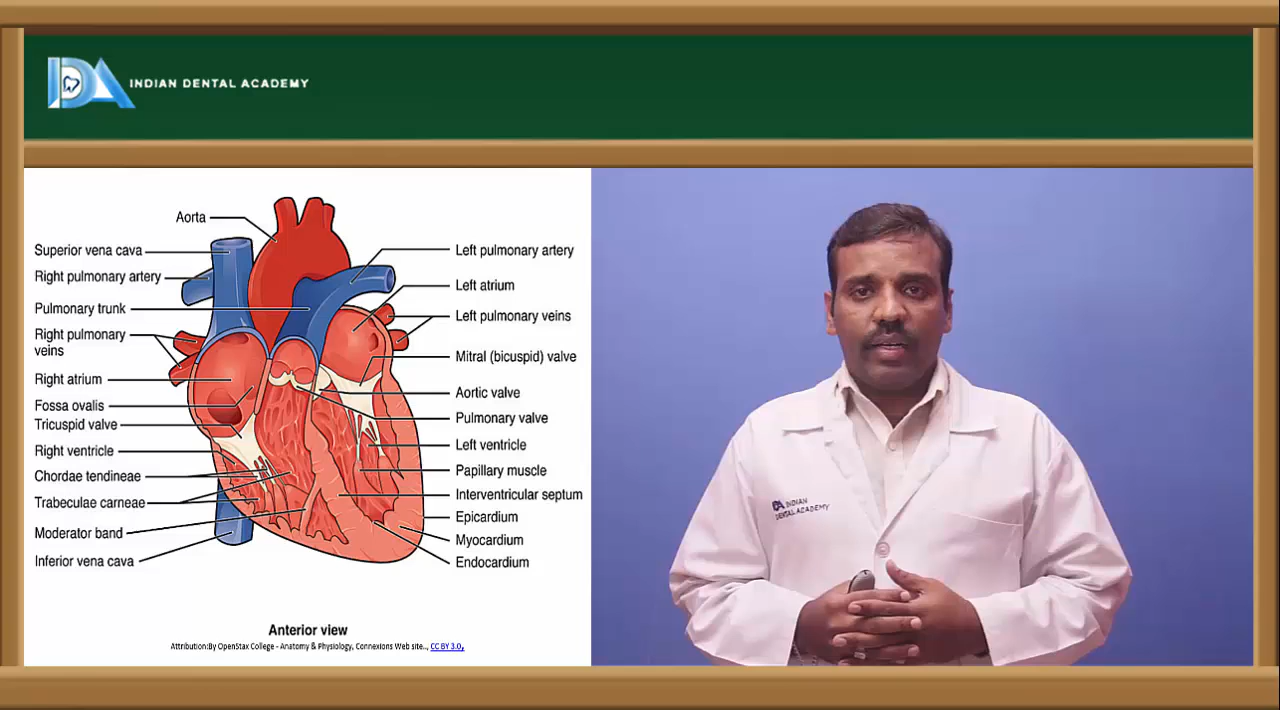 INDIAN DENTAL ACADEMY
Aorta
Superior vena cava
Right pulmonary artery
Pulmonary trunk
Right pulmonary
veins
Right atrium
Fossa ovalis
Tricuspid valve
Right ventricle
Chordae tendineae
Trabeculae carneae
Moderator band
Inferior vena cava
Left pulmonary artery
Left atrium
Left pulmonary veins
Mitral (bicuspid) valve
Aortic valve
Pulmonary valve
Left ventricle
Papillary muscle
Interventricular septum
Epicardium
Myocardium
Endocardium
Anterior view
Attribution:By OpenStax College - Anatomy & Physiology, Connexions Web site.., CC BY 3.0,
INDIAN
DENTAL ACADEMY